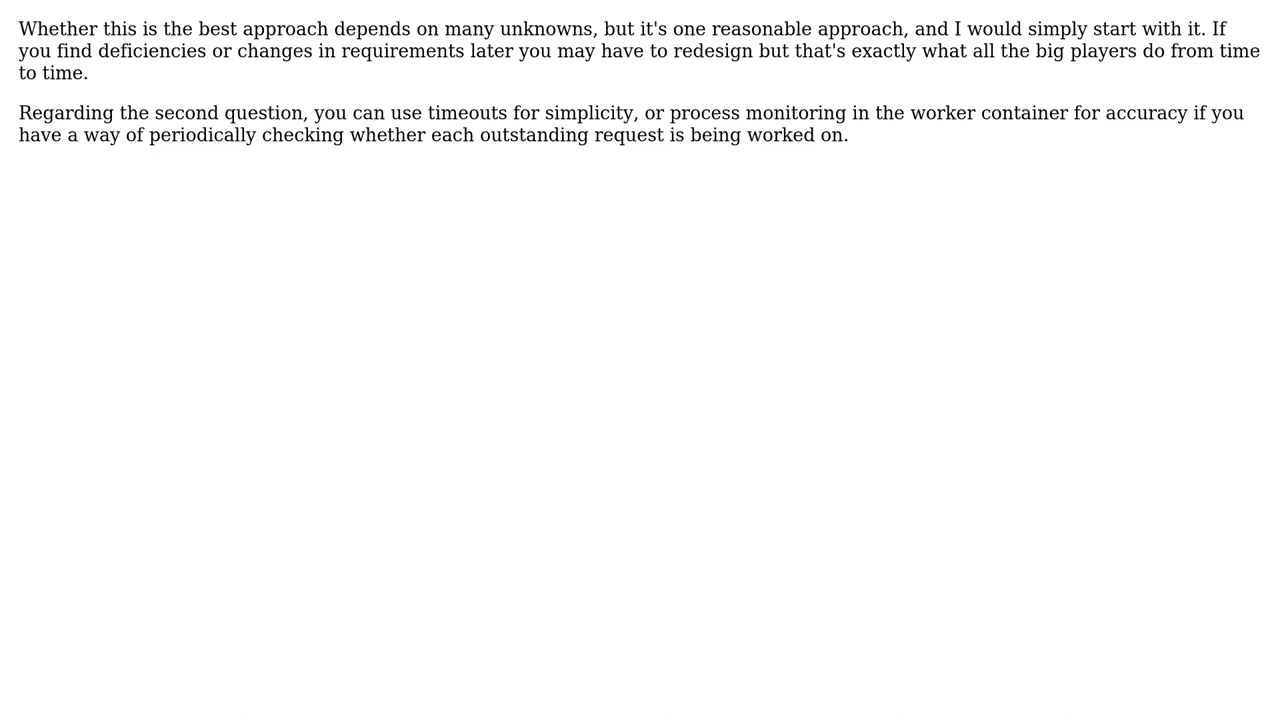 Whether this is the best approach depends on many unknowns, but it's one reasonable approach, and I would simply start with it. If
you find deficiencies or changes in requirements later you may have to redesign but that's exactly what all the big players do from time
to time.
Regarding the second question, you can use timeouts for simplicity, or process monitoring in the worker container for accuracy if you
have a way of periodically checking whether each outstanding request is being worked on.